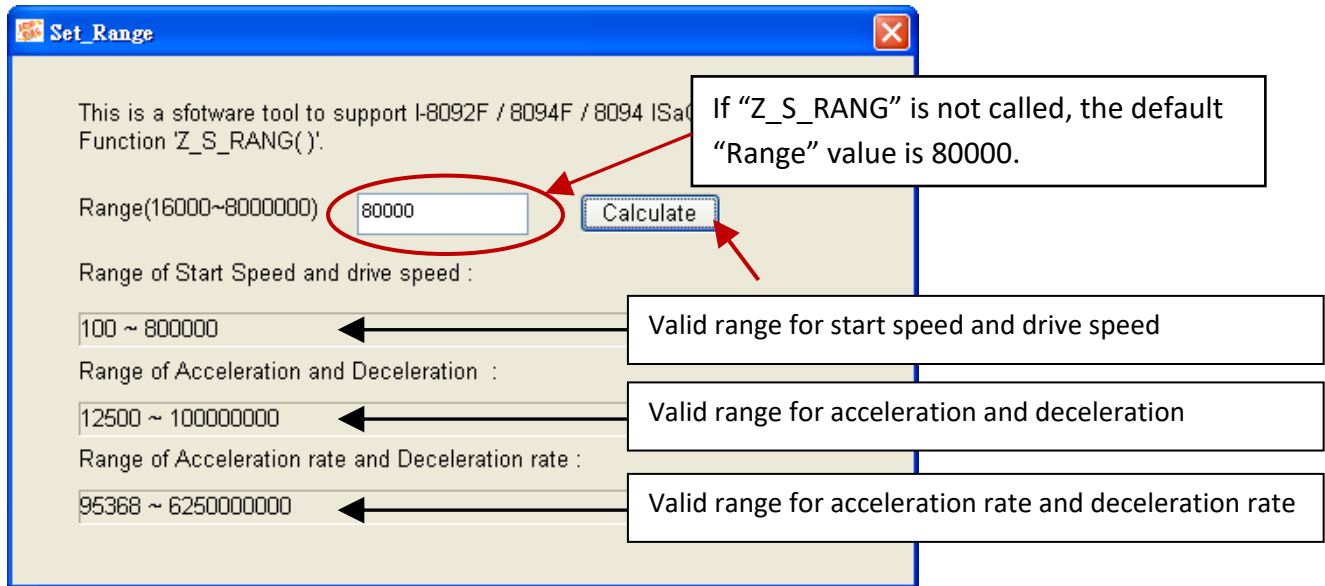 Set_Range
This is a sfotware tool to support I-8092F / 8094F / 8094 ISaG
Function 'Z_S_RANG( )'.
If “Z_S_RANG” is not called, the default
“Range” value is 80000.
Range(16000~8000000)
80000
Calculate
Range of Start Speed and drive speed :
100 ~ 800000
Valid range for start speed and drive speed
Range of Acceleration and Deceleration :
12500 ~ 100000000
Valid range for acceleration and deceleration
Range of Acceleration rate and Deceleration rate :
95368 ~ 6250000000
Valid range for acceleration rate and deceleration rate